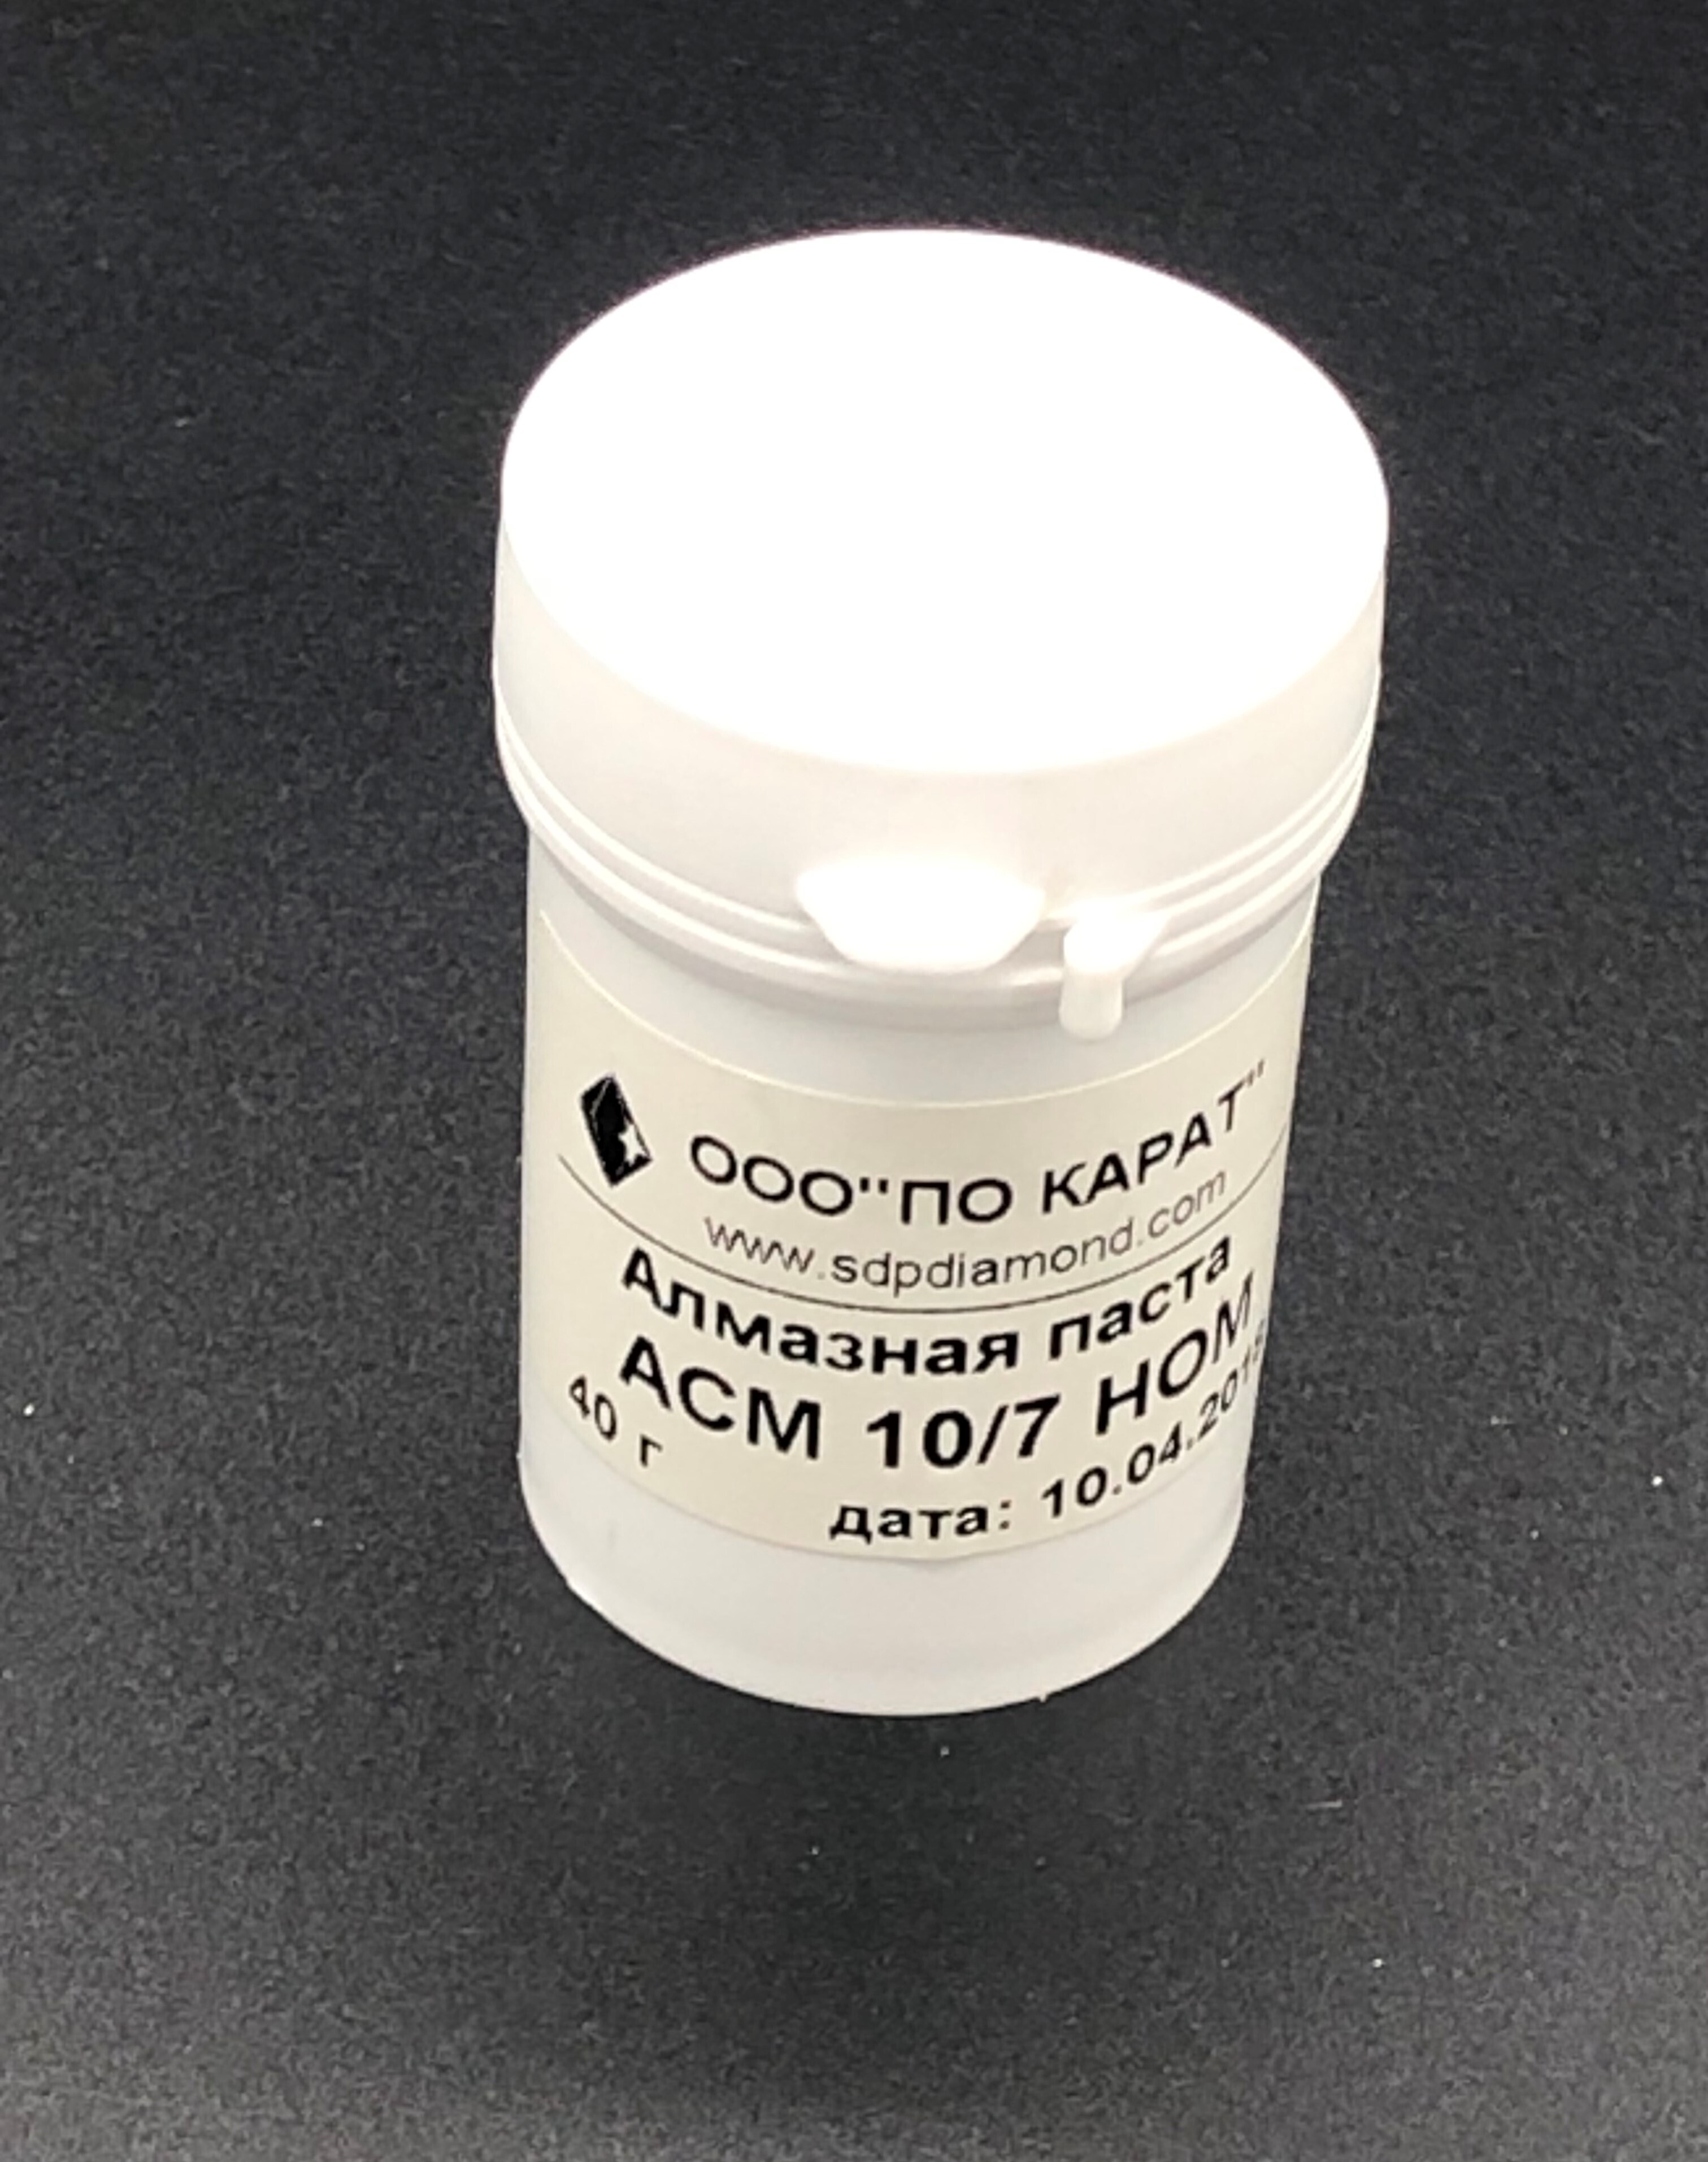 ООО"ПО КАРАТ"
www.sdpdiamond.com
Алмазная паста
АСМ 10/7 НОМ
40 г
дата: